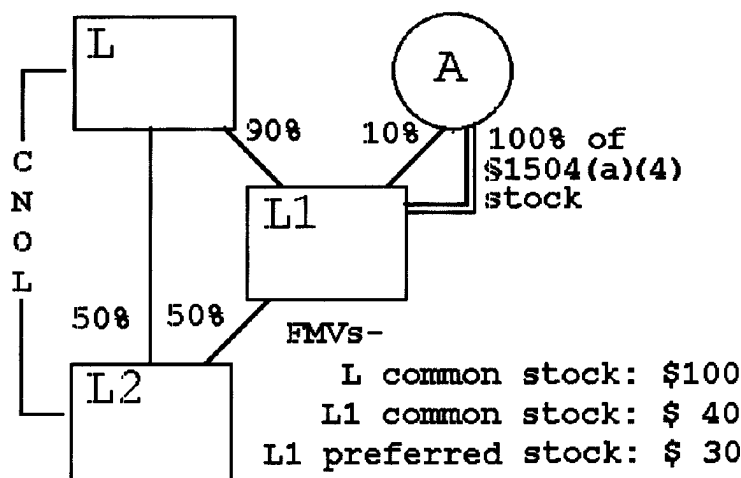 L
A
90%
10%
100% of
§1504(a)(4)
stock
C
N
O
L
L1
50%
50%
FMVs-
L2
L common stock: $100
L1 common stock: $ 40
L1 preferred stock: $ 30